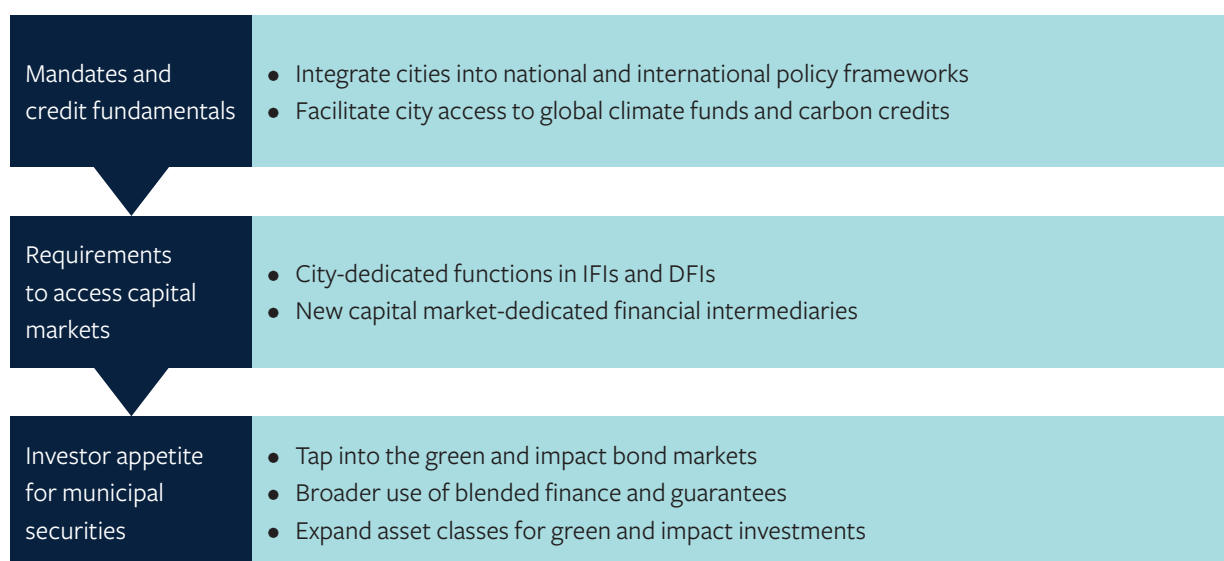 Mandates and
credit fundamentals
• Integrate cities into national and international policy frameworks
• Facilitate city access to global climate funds and carbon credits
Requirements
to access capital
markets
• City-dedicated functions in IFIs and DFIs
• New capital market-dedicated financial intermediaries
Investor appetite
for municipal
securities
• Tap into the green and impact bond markets
• Broader use of blended finance and guarantees
• Expand asset classes for green and impact investments